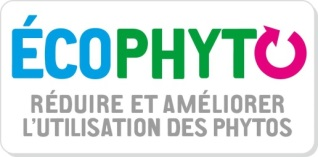 ÉCOPHYTO
RÉDUIRE ET AMÉLIORER
L'UTILISATION DES PHYTOS